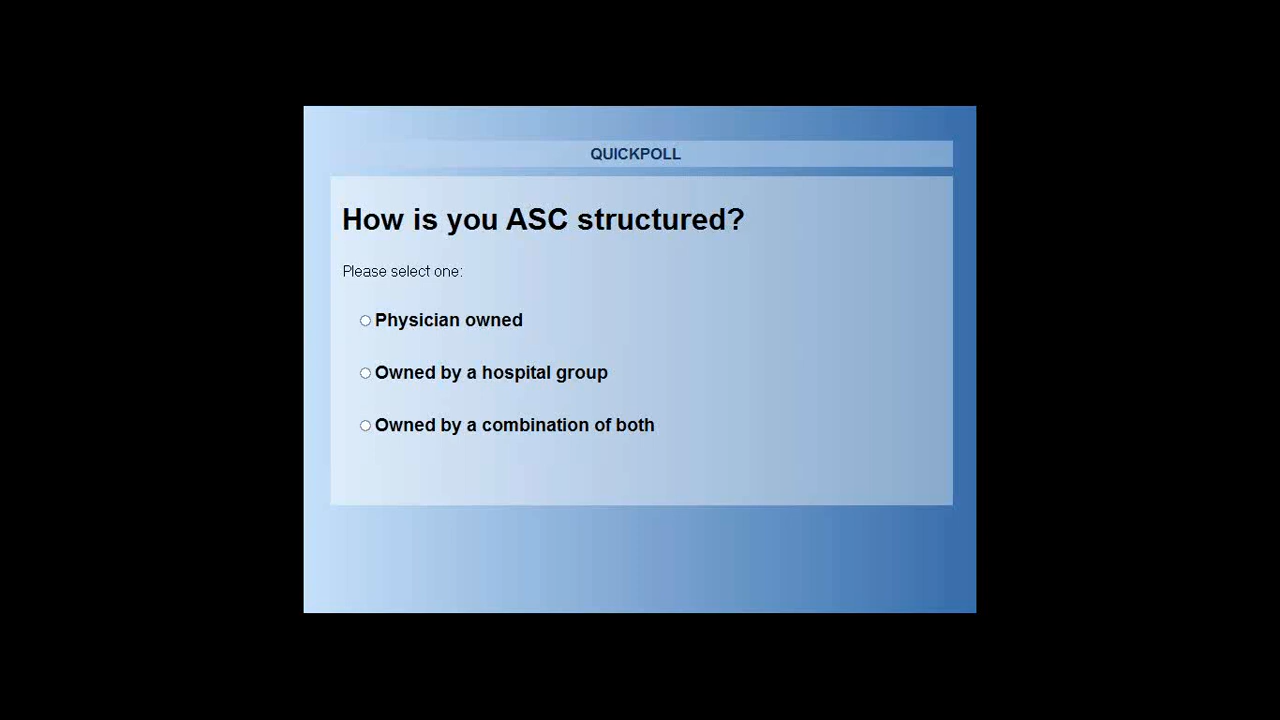 QUICKPOLL
How is you ASC structured?
Please select one:
Physician owned
Owned by a hospital group
Owned by a combination of both